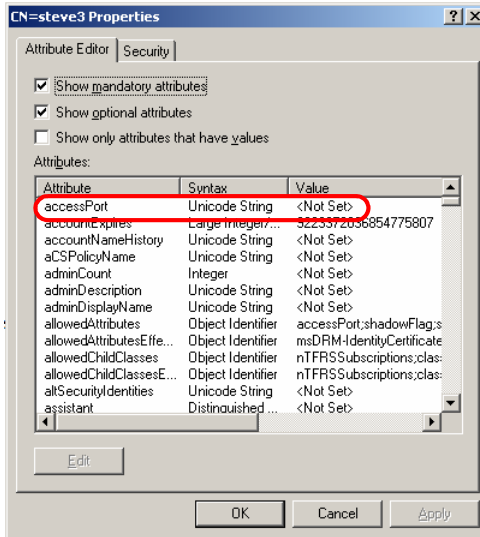 CN=steve3 Properties
Attribute Editor Security
Show mandatory attributes
Show optional attributes
Show only attributes that have values
Attributes:
Attribute Syntax Value
accessPort Unicode String <Not Set>
accountExpires Large Integer/... 9223372036854775807
accountNameHistory Unicode String <Not Set>
aCSPolicyName Unicode String <Not Set>
adminCount Integer <Not Set>
adminDescription Unicode String <Not Set>
adminDisplayName Unicode String <Not Set>
allowedAttributes Object Identifier accessPort;shadowFlag;s
allowedAttributesEffe... Object Identifier msDRM-IdentityCertificate
allowedChildClasses Object Identifier nTFRSSubscriptions;clas
allowedChildClassesE... Object Identifier nTFRSSubscriptions;clas
altSecurityIdentities Unicode String <Not Set>
assistant Distinguished ... <Not Set>
Edit
OK Cancel Apply